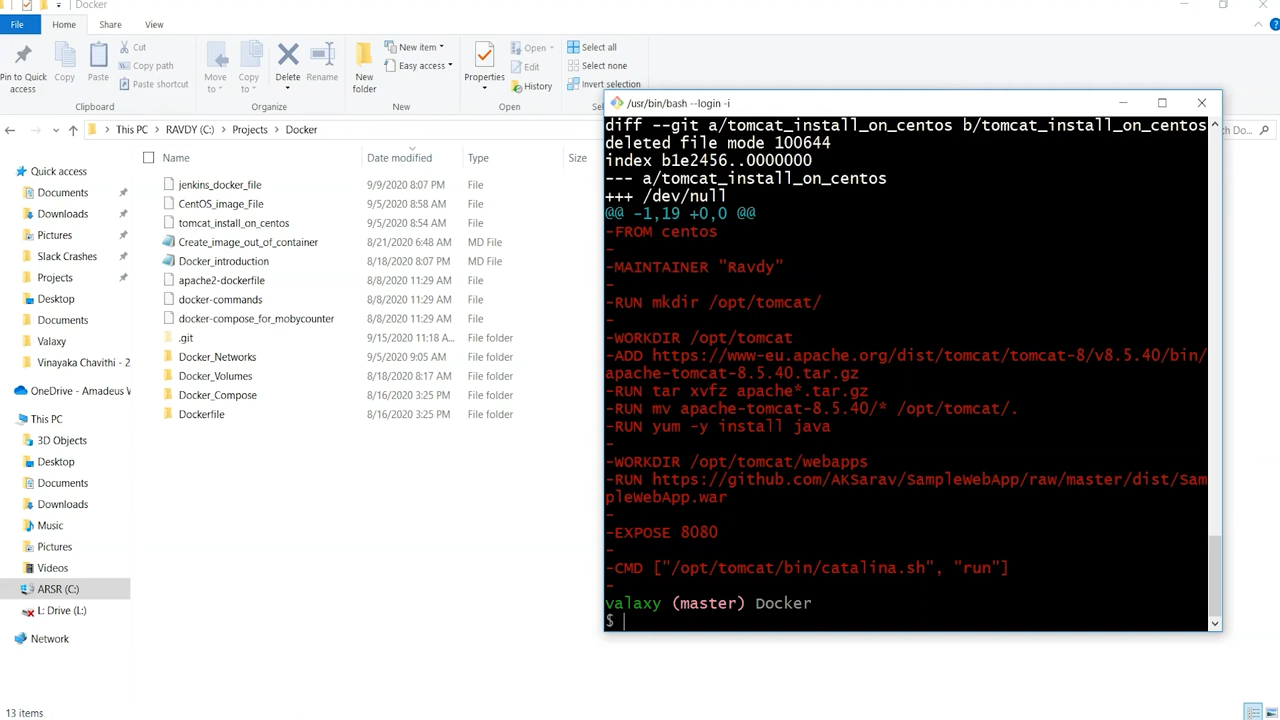 Docker
File
Home
Share
View
Pin to Quick access
Copy
Paste
Cut
Copy path
Paste shortcut
Clipboard
Move to
Copy to
Delete
Rename
Organize
New folder
New item
Easy access
New
Properties
Open
Edit
History
Open
Select all
Select none
Invert selection
This PC
RAVDY (C:)
Projects
Docker
Name
Date modified
Type
Size
jenkins_docker_file 9/9/2020 8:07 PM File
CentOS_image_File 9/5/2020 8:58 AM File
tomcat_install_on_centos 9/5/2020 8:54 AM File
Create_image_out_of_container 8/21/2020 6:48 AM MD File
Docker_introduction 8/18/2020 8:07 PM MD File
apache2-dockerfile 8/8/2020 11:29 AM File
docker-commands 8/8/2020 11:29 AM File
docker-compose_for_mobycounter 8/8/2020 11:29 AM File
.git 9/15/2020 11:18 A... File folder
Docker_Networks 9/5/2020 9:05 AM File folder
Docker_Volumes 8/18/2020 8:17 AM File folder
Docker_Compose 8/16/2020 3:25 PM File folder
Dockerfile 8/16/2020 3:25 PM File folder
Quick access
Documents
Downloads
Pictures
Slack Crashes
Projects
Desktop
Documents
Valaxy
Vinayaka Chavithi - 2
OneDrive - Amadeus
This PC
3D Objects
Desktop
Documents
Downloads
Music
Pictures
Videos
ARSR (C:)
L: Drive (L:)
Network
13 items
/usr/bin/bash --login -i
diff --git a/tomcat_install_on_centos b/tomcat_install_on_centos
deleted file mode 100644
index b1e2456..0000000
--- a/tomcat_install_on_centos
+++ /dev/null
@@ -1,19 +0,0 @@
-FROM centos
-
-MAINTAINER "Ravdy"
-
-RUN mkdir /opt/tomcat/
-
-WORKDIR /opt/tomcat
-ADD https://www-eu.apache.org/dist/tomcat/tomcat-8/v8.5.40/bin/
apache-tomcat-8.5.40.tar.gz
-RUN tar xvfz apache*.tar.gz
-RUN mv apache-tomcat-8.5.40/* /opt/tomcat/.
-RUN yum -y install java
-
-WORKDIR /opt/tomcat/webapps
-RUN https://github.com/AKSarav/SampleWebApp/raw/master/dist/Sam
pleWebApp.war
-
-EXPOSE 8080
-
-CMD ["/opt/tomcat/bin/catalina.sh", "run"]
-
valaxy (master) Docker
$
Do...